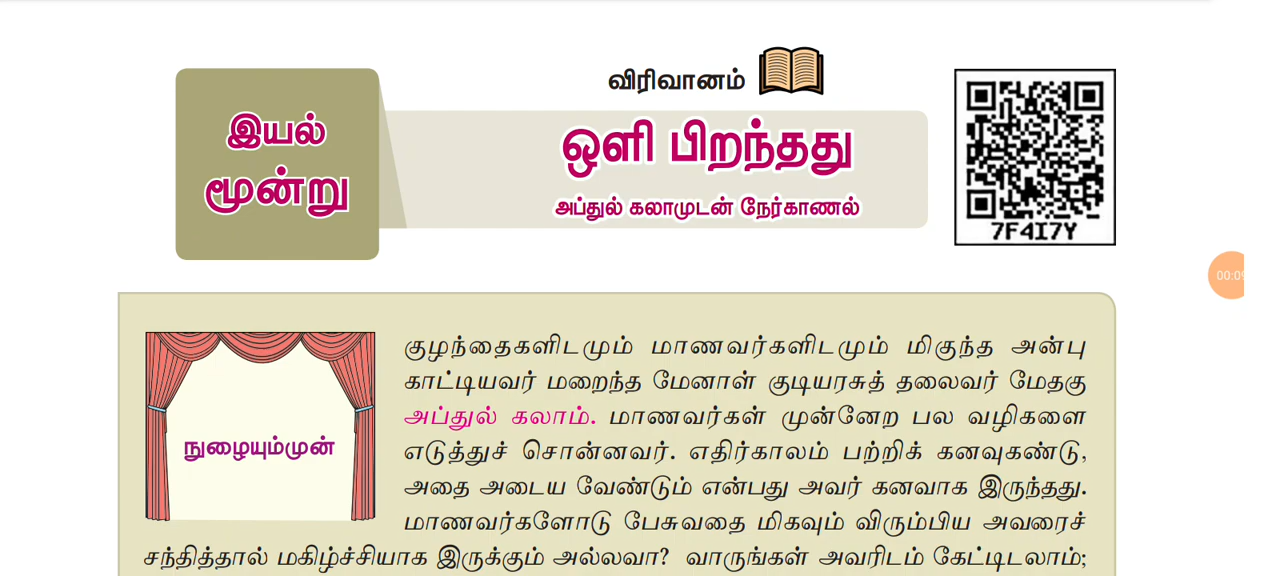 விரிவானம்
இயல்
மூன்று
ஒளி பிறந்தது
அப்துல் கலாமுடன் நேர்காணல்
7F4I7Y
00:09
நுழையும்முன்
குழந்தைகளிடமும் மாணவர்களிடமும் மிகுந்த அன்பு
காட்டியவர் மறைந்த மேனாள் குடியரசுத் தலைவர் மேதகு
அப்துல் கலாம். மாணவர்கள் முன்னேற பல வழிகளை
எடுத்துச் சொன்னவர். எதிர்காலம் பற்றிக் கனவுகண்டு,
அதை அடைய வேண்டும் என்பது அவர் கனவாக இருந்தது.
மாணவர்களோடு பேசுவதை மிகவும் விரும்பிய அவரைச்
சந்தித்தால் மகிழ்ச்சியாக இருக்கும் அல்லவா? வாருங்கள் அவரிடம் கேட்டிடலாம்;